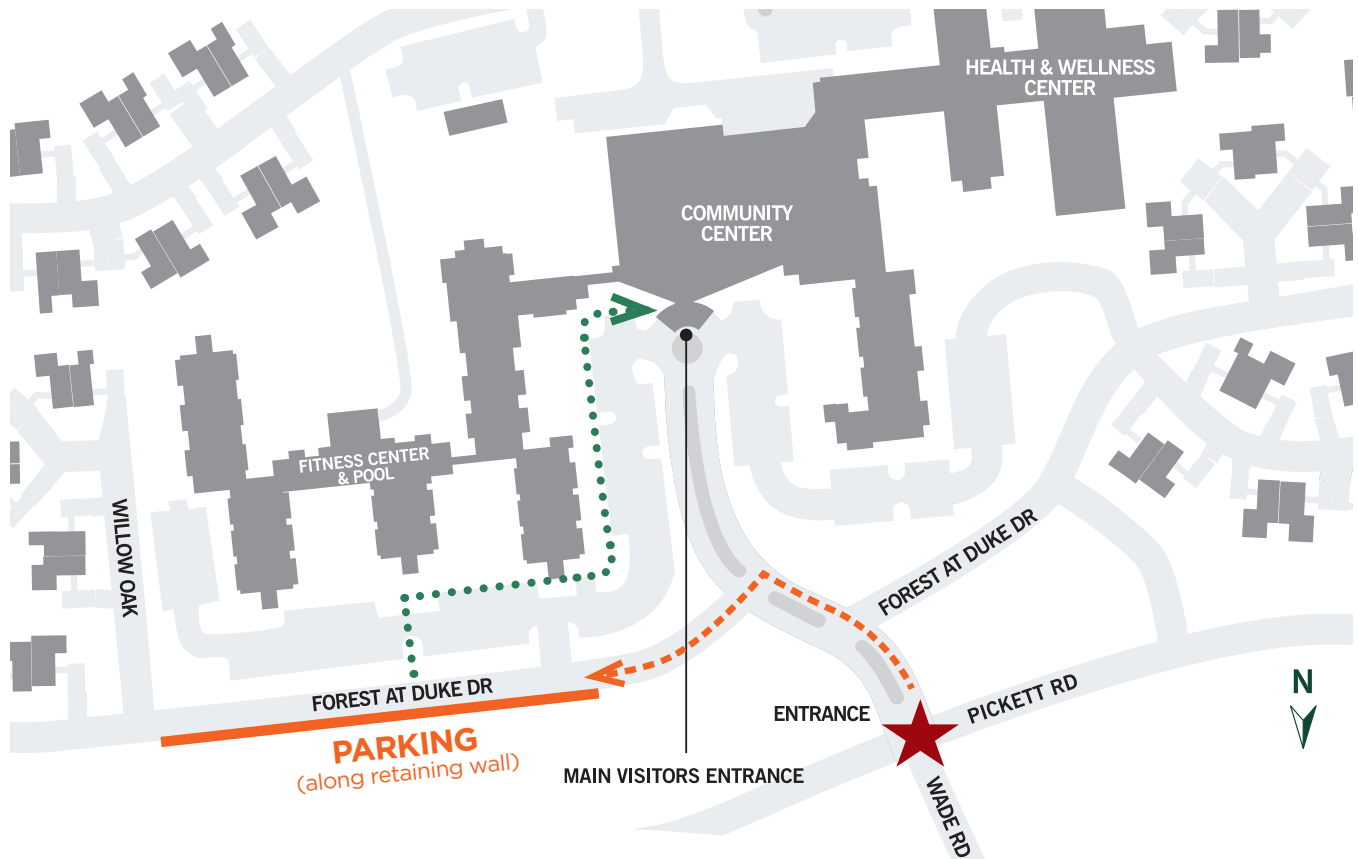 HEALTH & WELLNESS
CENTER
COMMUNITY
CENTER
FITNESS CENTER
& POOL
WILLOW OAK
FOREST AT DUKE DR
FOREST AT DUKE DR
PARKING
(along retaining wall)
ENTRANCE
PICKETT RD
N
MAIN VISITORS ENTRANCE
WADE RD